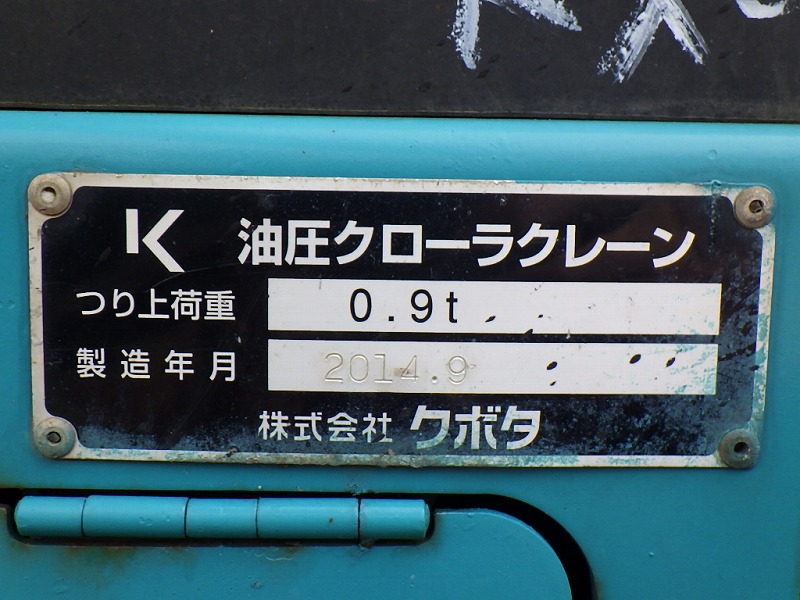 K 油圧クローラクレーン
つり上荷重 0.9t
製造年月 2014.9
株式会社 クボタ